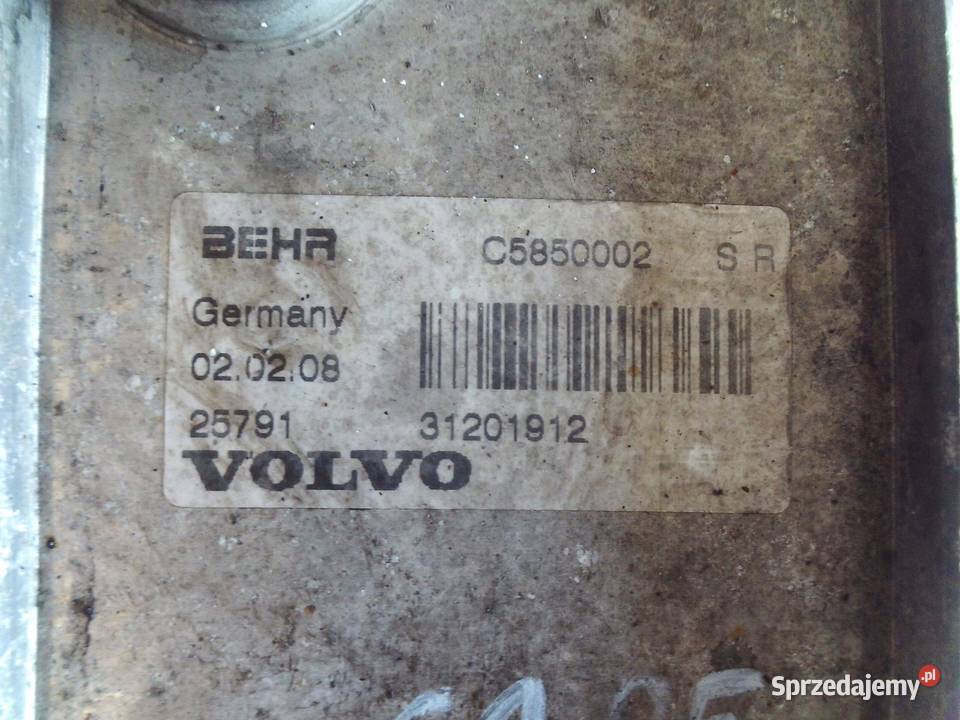 BEHR C5850002 S R
Germany
02.02.08
25791 31201912
VOLVO
Sprzedajemy.pl